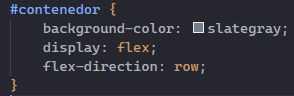 #contenedor {
background-color: slategray;
display: flex;
flex-direction: row;
}